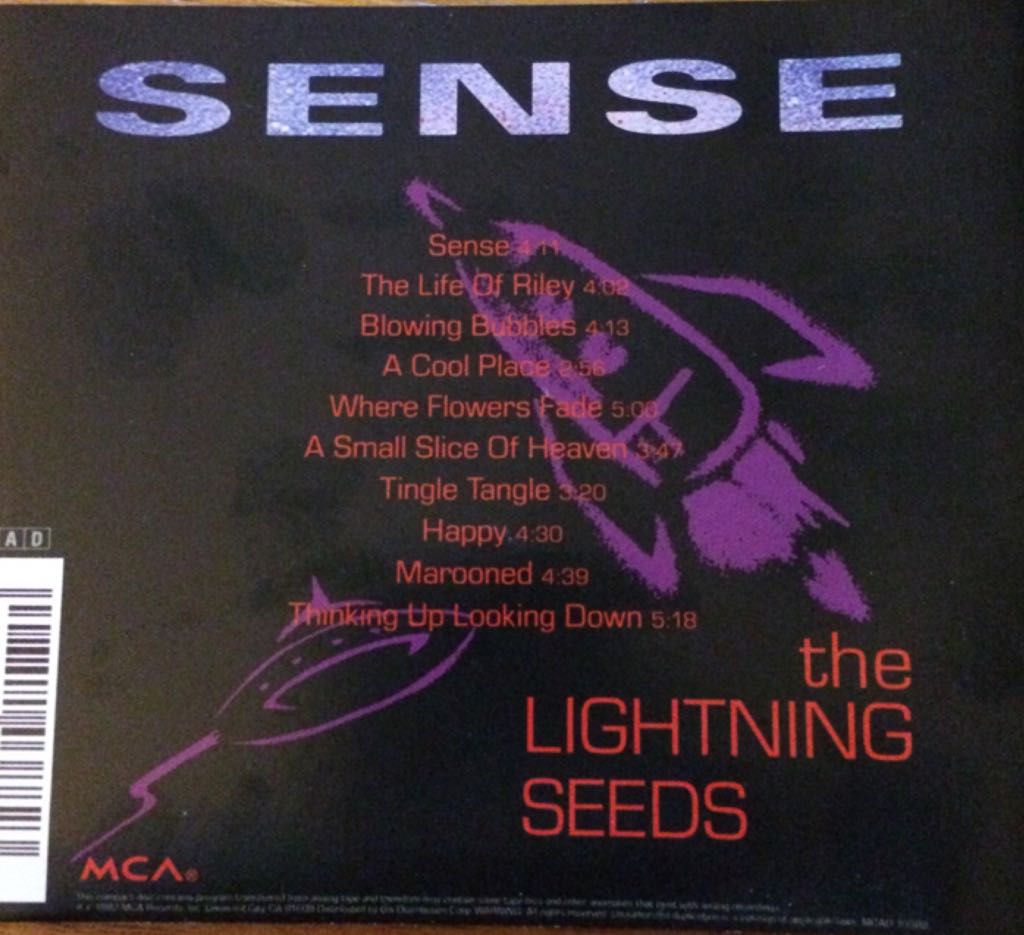 SENSE
Sense 4:11
The Life Of Riley 4:02
Blowing Bubbles 4:13
A Cool Place 2:56
Where Flowers Fade 5:00
A Small Slice Of Heaven 3:47
Tingle Tangle 3:20
Happy 4:30
Marooned 4:39
Thinking Up Looking Down 5:18
AD
the
LIGHTNING
SEEDS
MCA®